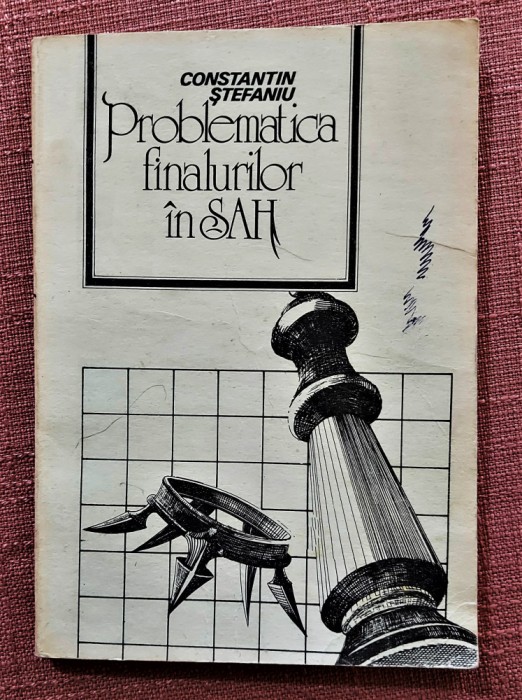 CONSTANTIN
ŞTEFANIU
Problematica
finalurilor
în ŞAH